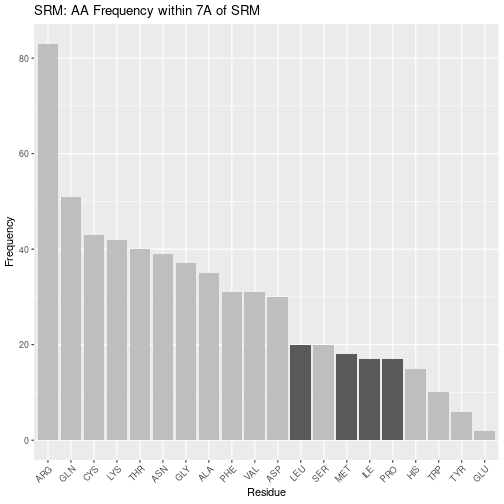 SRM: AA Frequency within 7A of SRM
80
60
40
20
0
Frequency
ARG GLN CYS LYS THR ASN GLY ALA PHE VAL ASP LEU SER MET ILE PRO HIS TRP TYR GLU
Residue